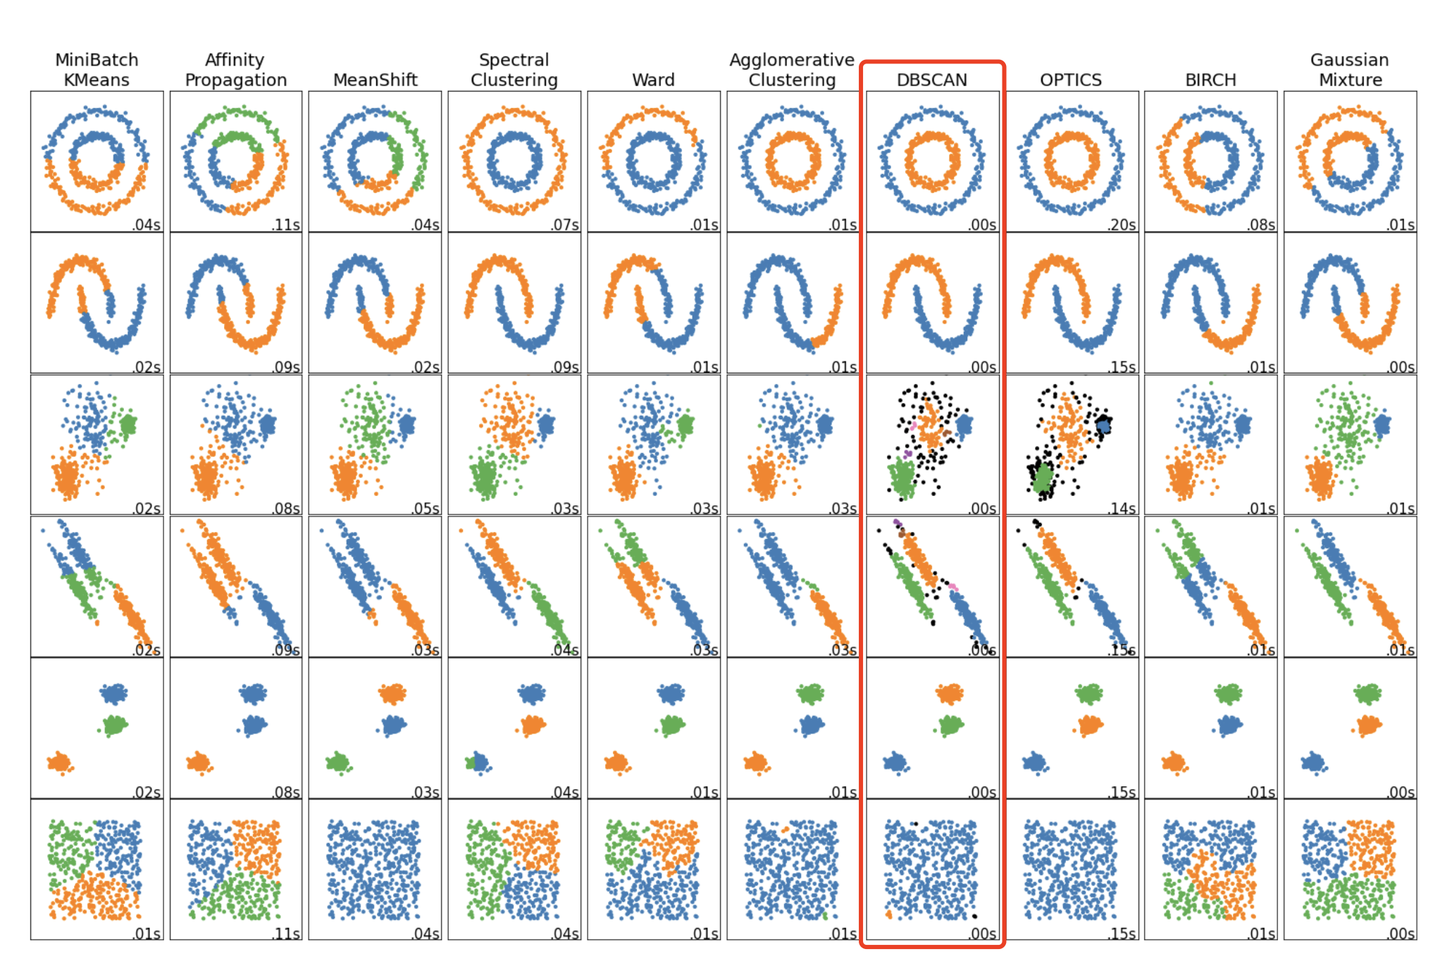 MiniBatch
KMeans
Affinity
Propagation
MeanShift
Spectral
Clustering
Ward
Agglomerative
Clustering
DBSCAN
OPTICS
BIRCH
Gaussian
Mixture
.04s
.11s
.04s
.07s
.01s
.01s
.00s
.20s
.08s
.01s
.02s
.09s
.02s
.09s
.01s
.01s
.00s
.15s
.01s
.00s
.02s
.08s
.05s
.03s
.03s
.03s
.00s
.14s
.01s
.01s
.02s
.09s
.03s
.04s
.03s
.03s
.00s
.15s
.01s
.01s
.02s
.08s
.03s
.04s
.01s
.01s
.00s
.15s
.01s
.00s
.01s
.11s
.04s
.04s
.01s
.01s
.00s
.15s
.01s
.00s